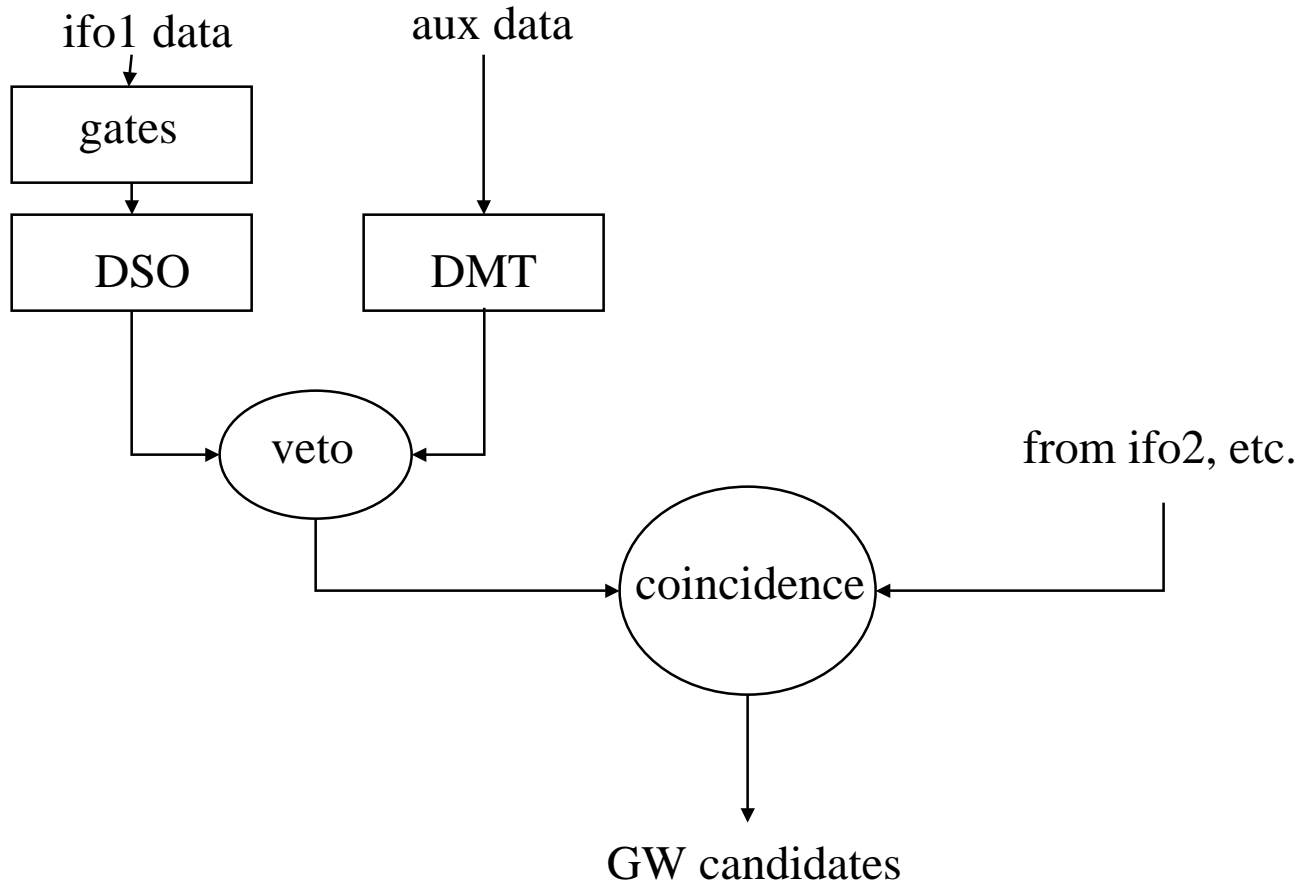 ifo1 data
aux data
gates
DSO
DMT
veto
from ifo2, etc.
coincidence
GW candidates